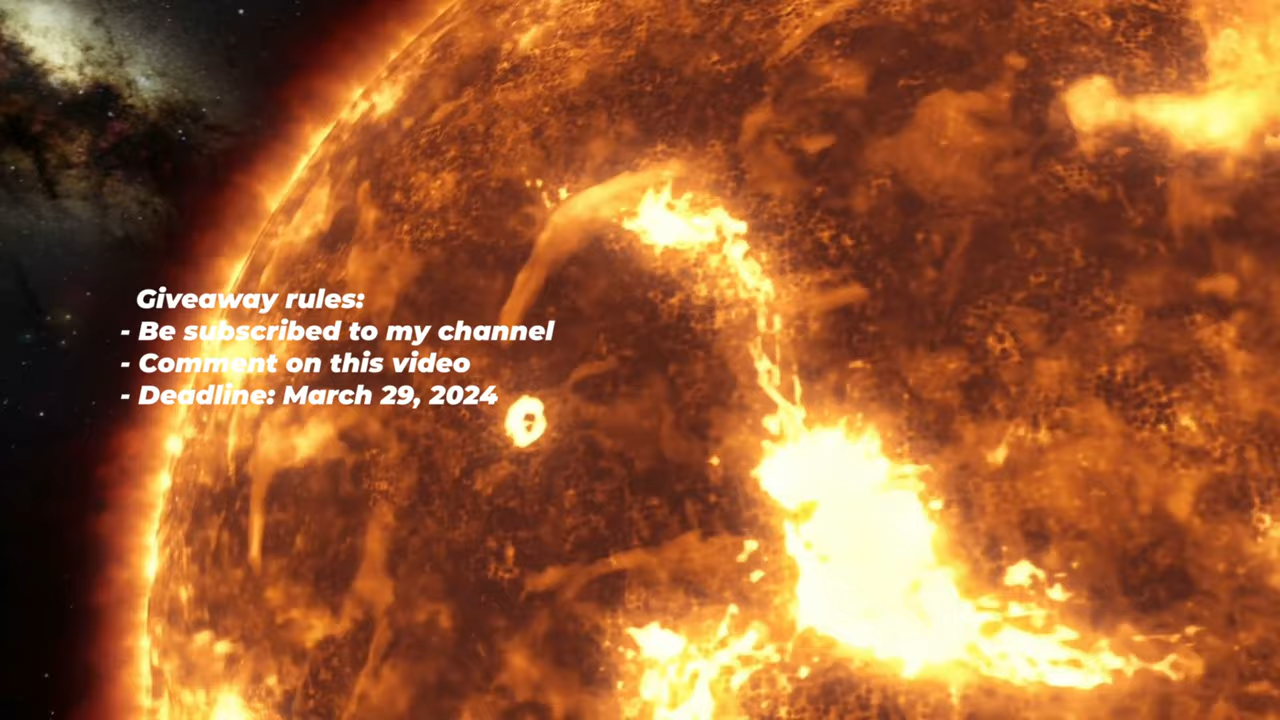 Giveaway rules:
- Be subscribed to my channel
- Comment on this video
- Deadline: March 29, 2024